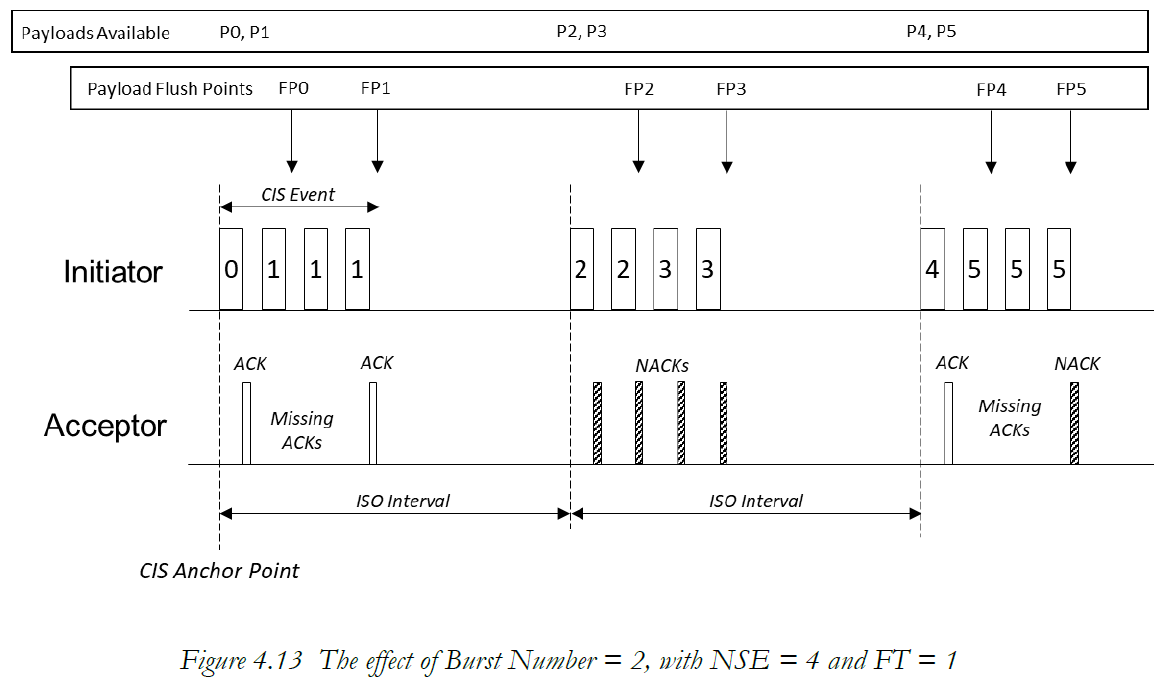 Payloads Available P0, P1 P2, P3 P4, P5
Payload Flush Points FP0 FP1 FP2 FP3 FP4 FP5
CIS Event
Initiator 0 1 1 1 2 2 3 3 4 5 5 5
ACK ACK NACKs ACK NACK
Acceptor Missing ACKs Missing ACKs
ISO Interval ISO Interval
CIS Anchor Point
Figure 4.13 The effect of Burst Number = 2, with NSE = 4 and FT = 1